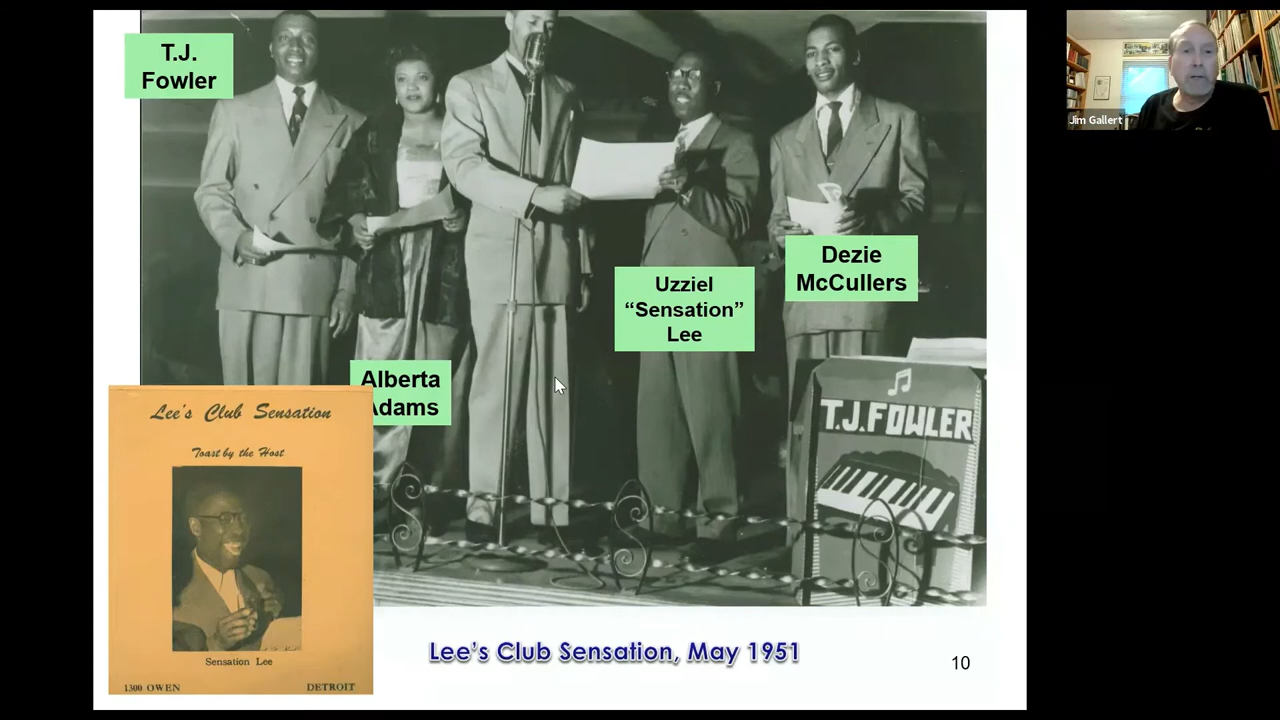 T.J.
Fowler
Jim Gallert
Dezie
McCullers
Uzziel
“Sensation”
Lee
Alberta
Adams
T.J.FOWLER
Lee's Club Sensation
Toast by the Host
Sensation Lee
1300 OWEN DETROIT
Lee’s Club Sensation, May 1951
10